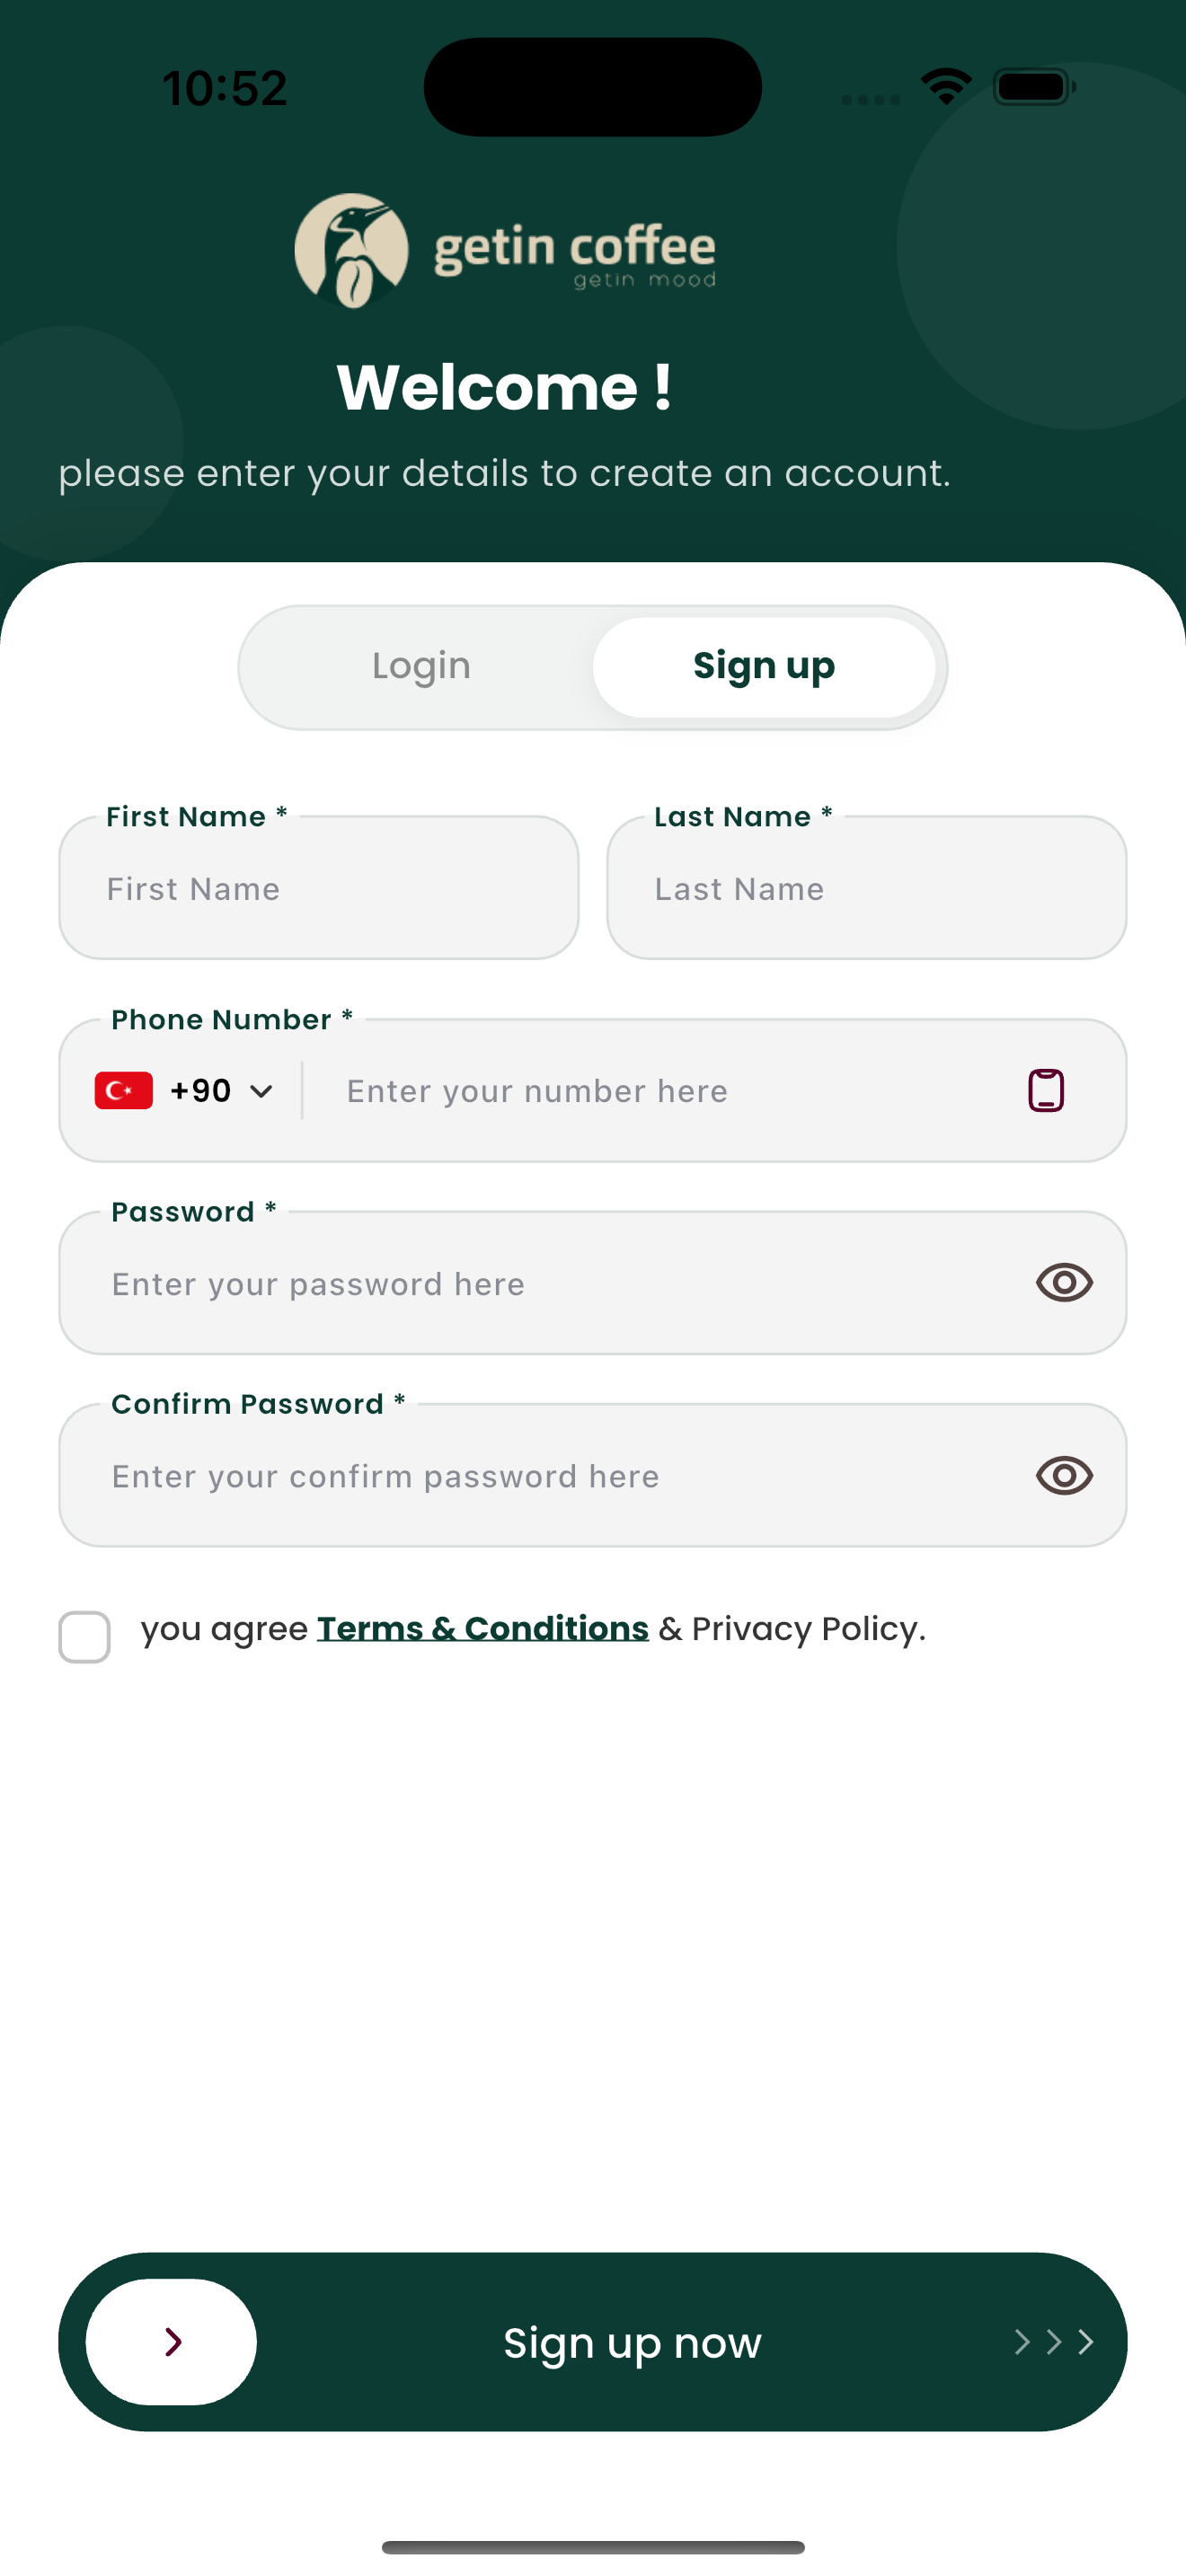 10:52
getin coffee
getin mood
Welcome !
please enter your details to create an account.
Login
Sign up
First Name *
Last Name *
First Name
Last Name
Phone Number *
+90
Enter your number here
Password *
Enter your password here
Confirm Password *
Enter your confirm password here
you agree Terms & Conditions & Privacy Policy.
Sign up now